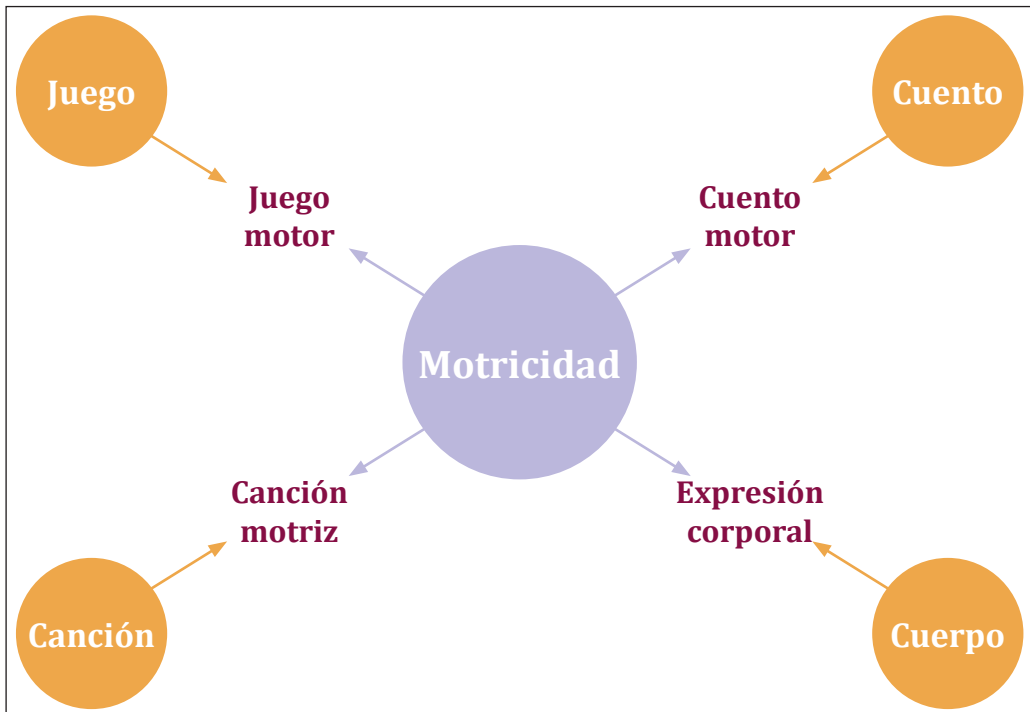 Juego
Cuento
Juego
motor
Cuento
motor
Motricidad
Canción
motriz
Expresión
corporal
Canción
Cuerpo